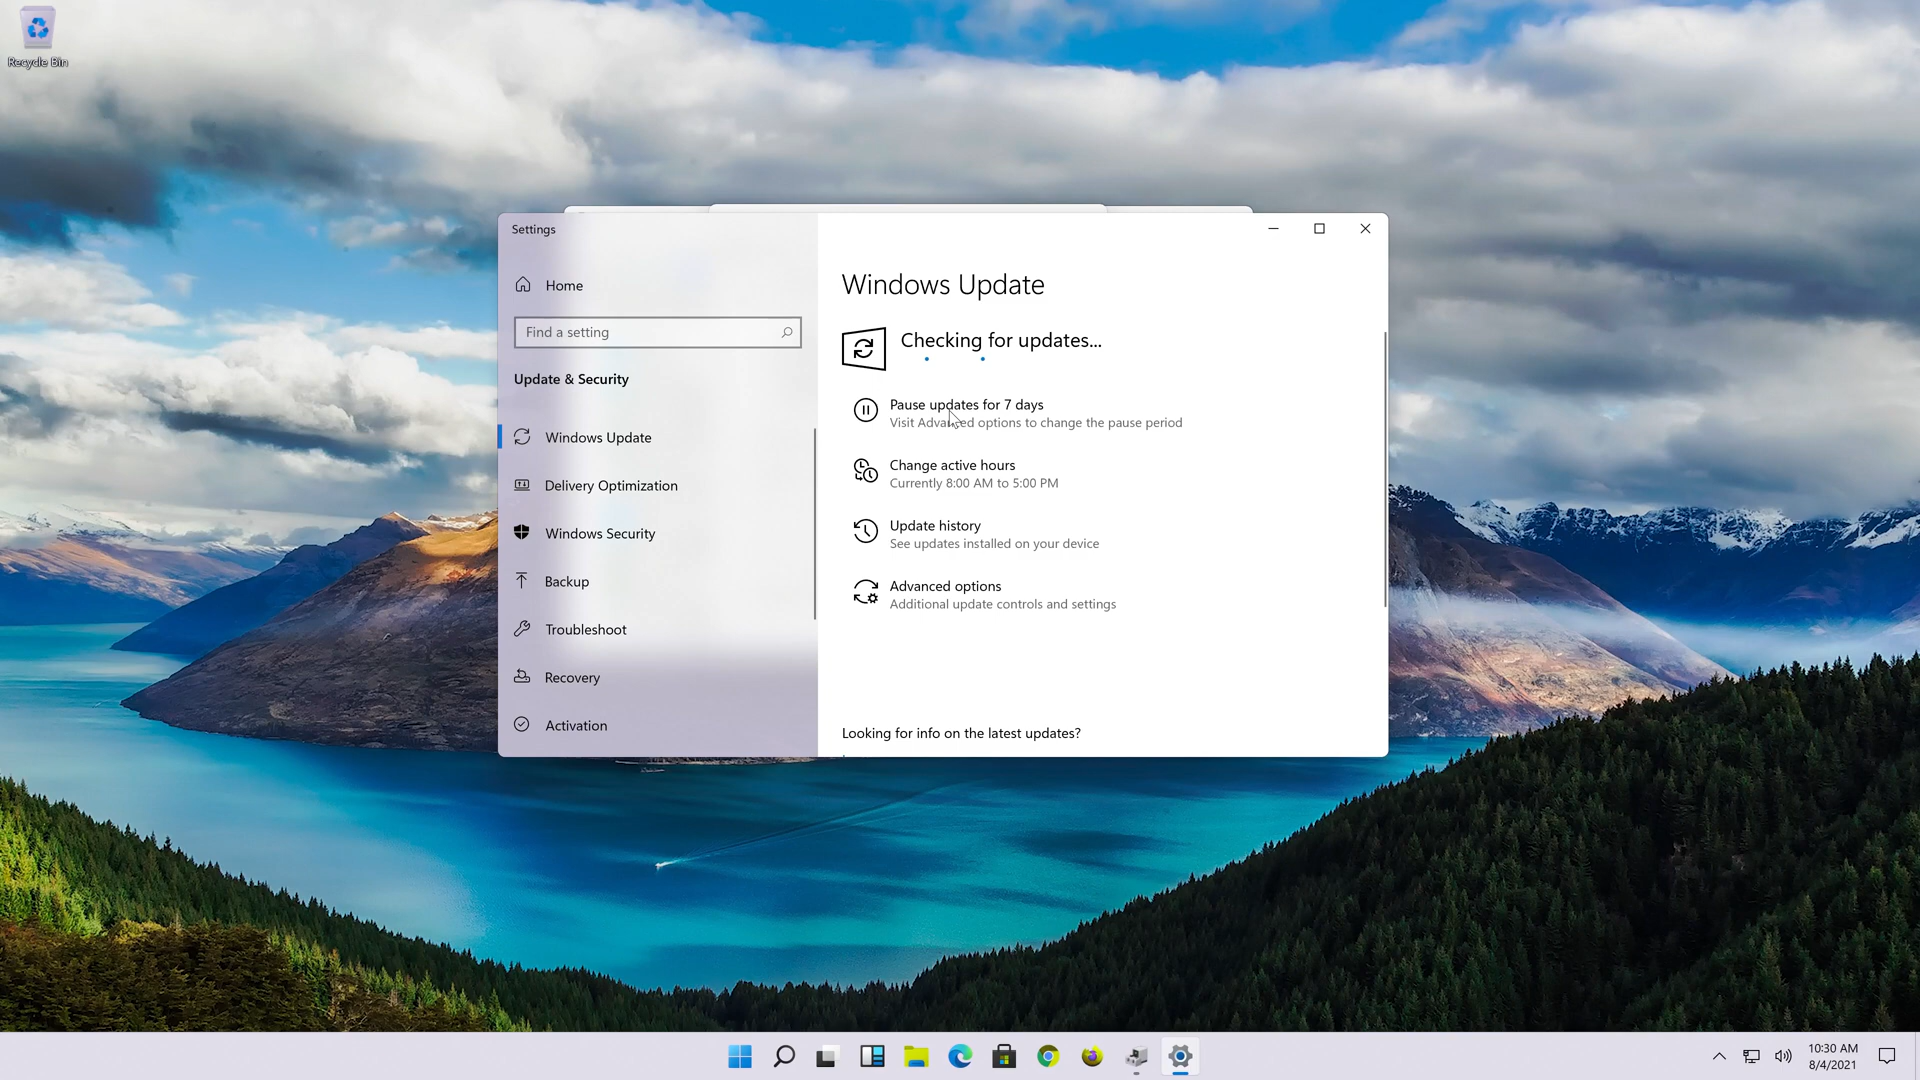 Recycle Bin
Settings
Home
Find a setting
Update & Security
Windows Update
Delivery Optimization
Windows Security
Backup
Troubleshoot
Recovery
Activation
Windows Update
Checking for updates...
Pause updates for 7 days
Visit Advanced options to change the pause period
Change active hours
Currently 8:00 AM to 5:00 PM
Update history
See updates installed on your device
Advanced options
Additional update controls and settings
Looking for info on the latest updates?
10:30 AM
8/4/2021